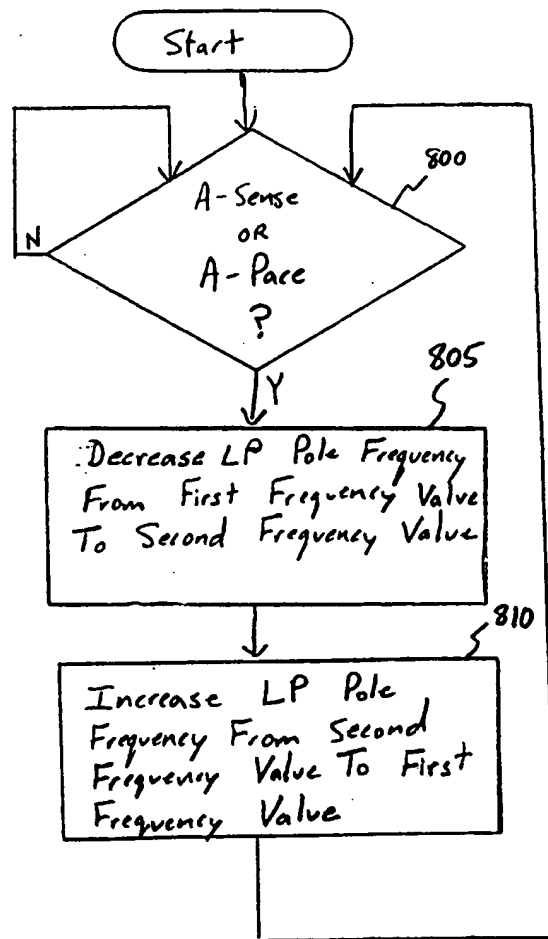 Start
800
A-Sense
OR
A-Pace
?
N
Y
805
Decrease LP Pole Frequency
From First Frequency Value
To Second Frequency Value
810
Increase LP Pole
Frequency From Second
Frequency Value To First
Frequency Value